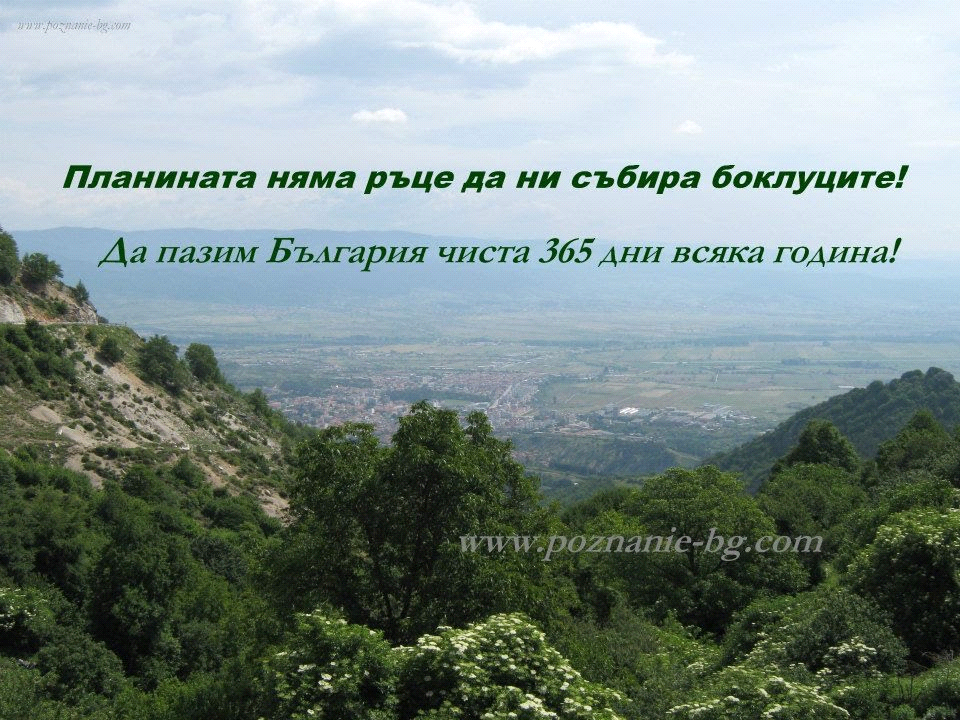 www.poznanie-bg.com
Планината няма ръце да ни събира боклуците!
Да пазим България чиста 365 дни всяка година!
www.poznanie-bg.com